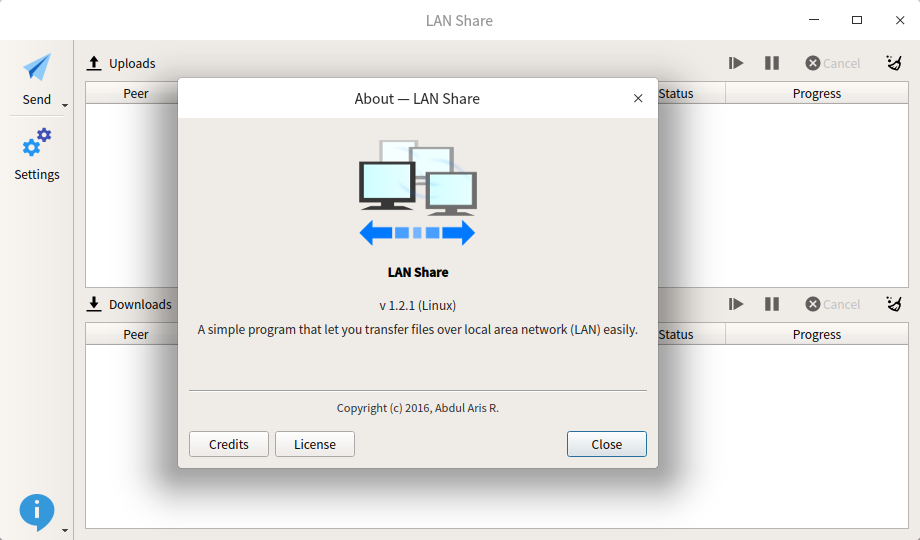 LAN Share
Send
Settings
Uploads
Cancel
Peer
Status
Progress
About — LAN Share
LAN Share
v 1.2.1 (Linux)
A simple program that let you transfer files over local area network (LAN) easily.
Copyright (c) 2016, Abdul Aris R.
Credits
License
Close
Downloads
Cancel
Peer
Status
Progress